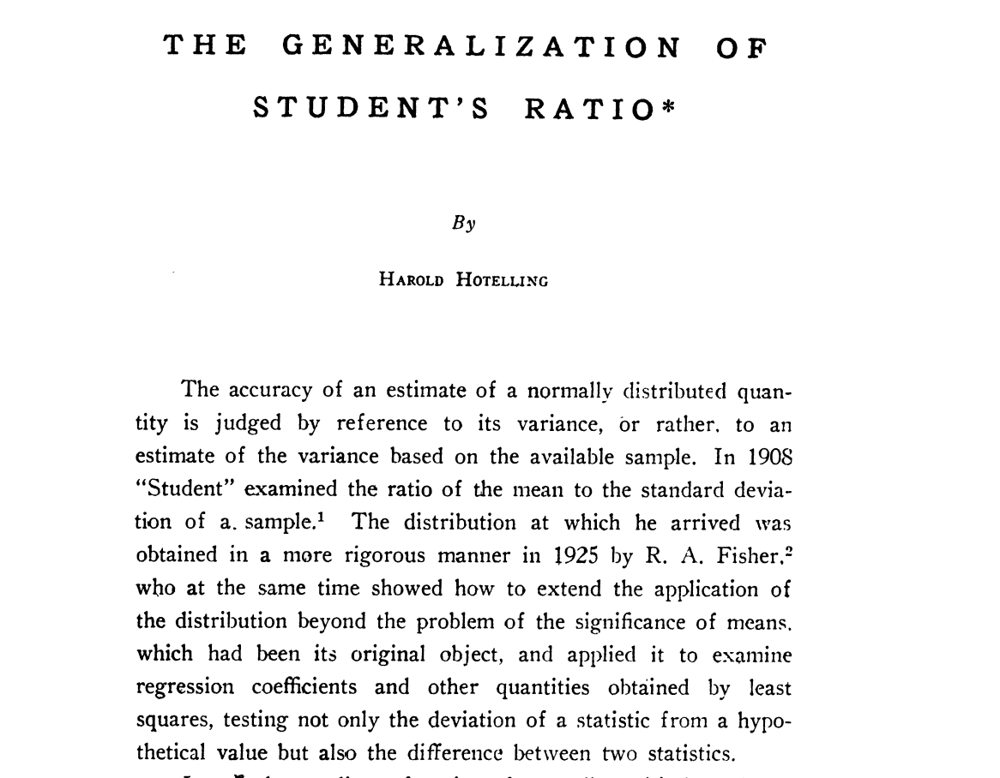 THE GENERALIZATION OF
STUDENT'S RATIO*
By
HAROLD HOTELLING
The accuracy of an estimate of a normally distributed quan-
tity is judged by reference to its variance, or rather, to an
estimate of the variance based on the available sample. In 1908
“Student” examined the ratio of the mean to the standard devia-
tion of a sample.¹ The distribution at which he arrived was
obtained in a more rigorous manner in 1925 by R. A. Fisher,²
who at the same time showed how to extend the application of
the distribution beyond the problem of the significance of means,
which had been its original object, and applied it to examine
regression coefficients and other quantities obtained by least
squares, testing not only the deviation of a statistic from a hypo-
thetical value but also the difference between two statistics.